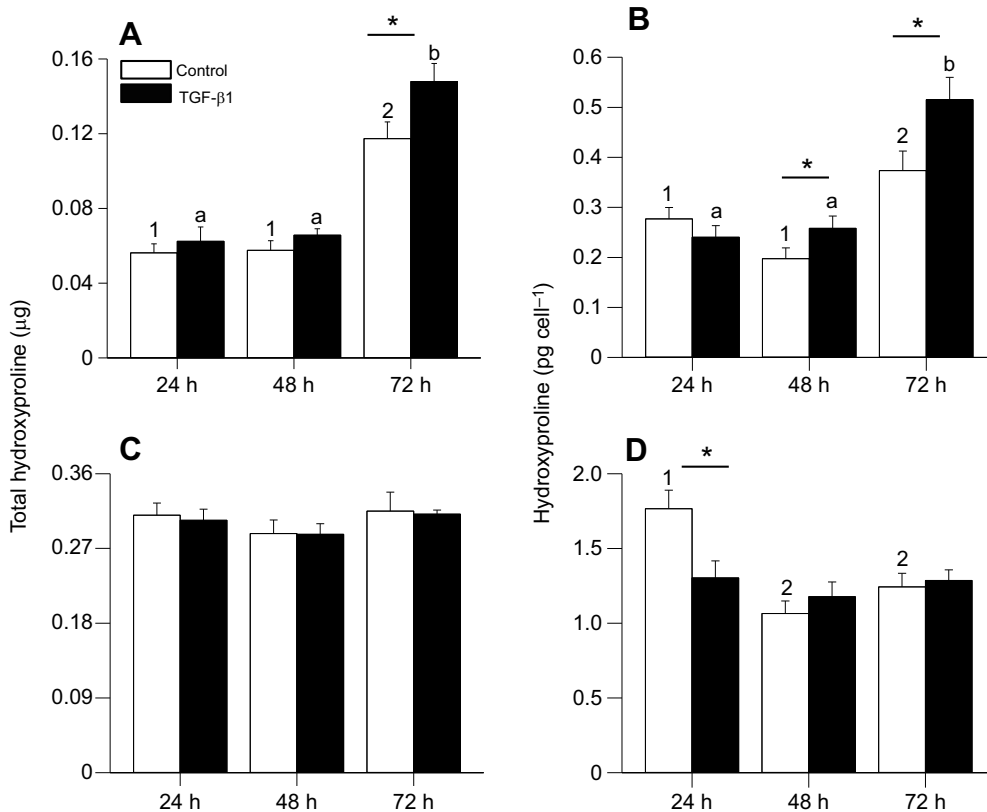 A
*
0.16
Control
TGF-β1
b
2
0.12
0.08
1
a
1
a
0.04
0
24 h
48 h
72 h
Total hydroxyproline (μg)
B
*
0.6
b
0.5
2
0.4
*
1
a
0.3
1
a
0.2
0.1
0
24 h
48 h
72 h
Hydroxyproline (pg cell⁻¹)
C
0.36
0.27
0.18
0.09
0
24 h
48 h
72 h
D
*
2.0
1
1.5
2
2
1.0
0.5
0
24 h
48 h
72 h